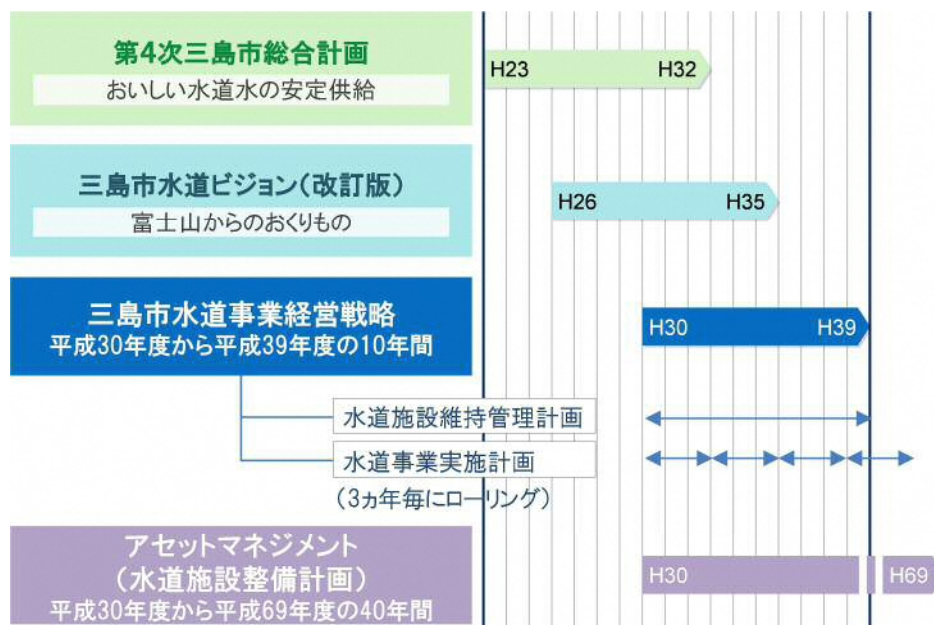 第4次三島市総合計画
おいしい水道水の安定供給
H23
H32
三島市水道ビジョン(改訂版)
富士山からのおくりもの
H26
H35
三島市水道事業経営戦略
平成30年度から平成39年度の10年間
H30
H39
水道施設維持管理計画
水道事業実施計画
(3ヵ年毎にローリング)
アセットマネジメント
(水道施設整備計画)
平成30年度から平成69年度の40年間
H30
H69